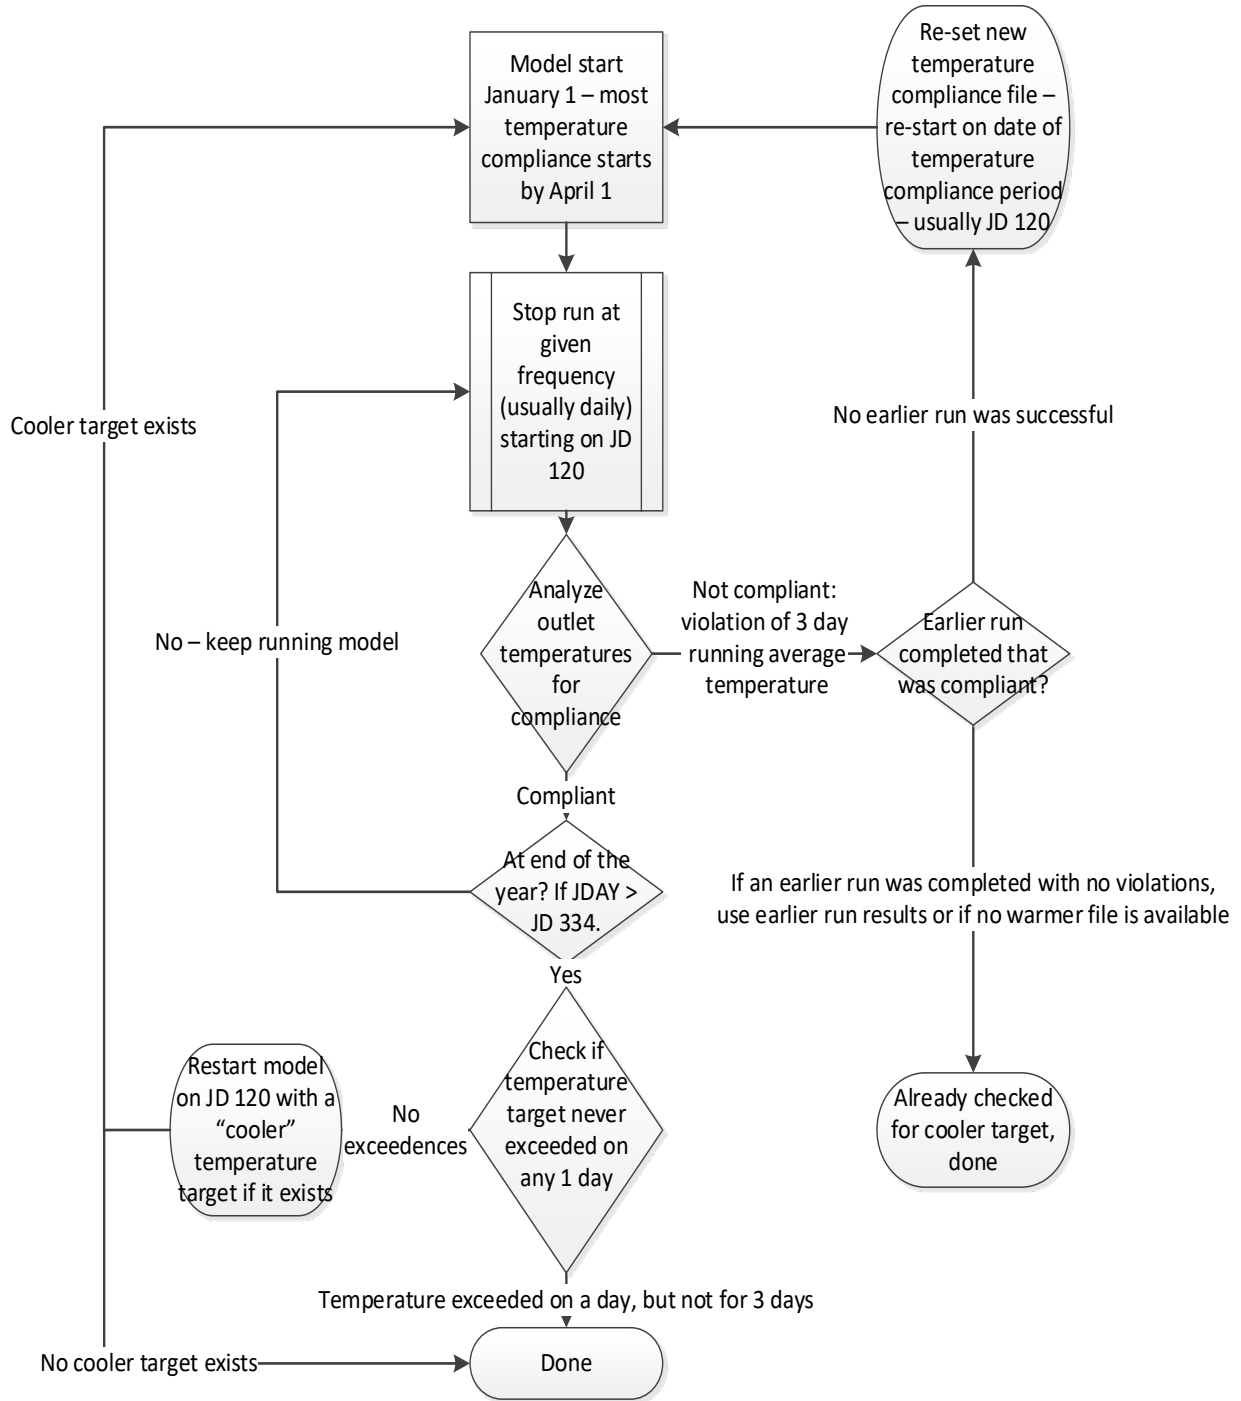 Model start
January 1 – most
temperature
compliance starts
by April 1
Re-set new
temperature
compliance file –
re-start on date of
temperature
compliance period
– usually JD 120
Stop run at
given
frequency
(usually daily)
starting on JD
120
Cooler target exists
No earlier run was successful
No – keep running model
Analyze
outlet
temperatures
for
compliance
Not compliant:
violation of 3 day
running average
temperature
Earlier run
completed that
was compliant?
Compliant
At end of the
year? If JDAY >
JD 334.
If an earlier run was completed with no violations,
use earlier run results or if no warmer file is available
Yes
Check if
temperature
target never
exceeded on
any 1 day
No
exceedences
Restart model
on JD 120 with a
“cooler”
temperature
target if it exists
Already checked
for cooler target,
done
Temperature exceeded on a day, but not for 3 days
No cooler target exists
Done